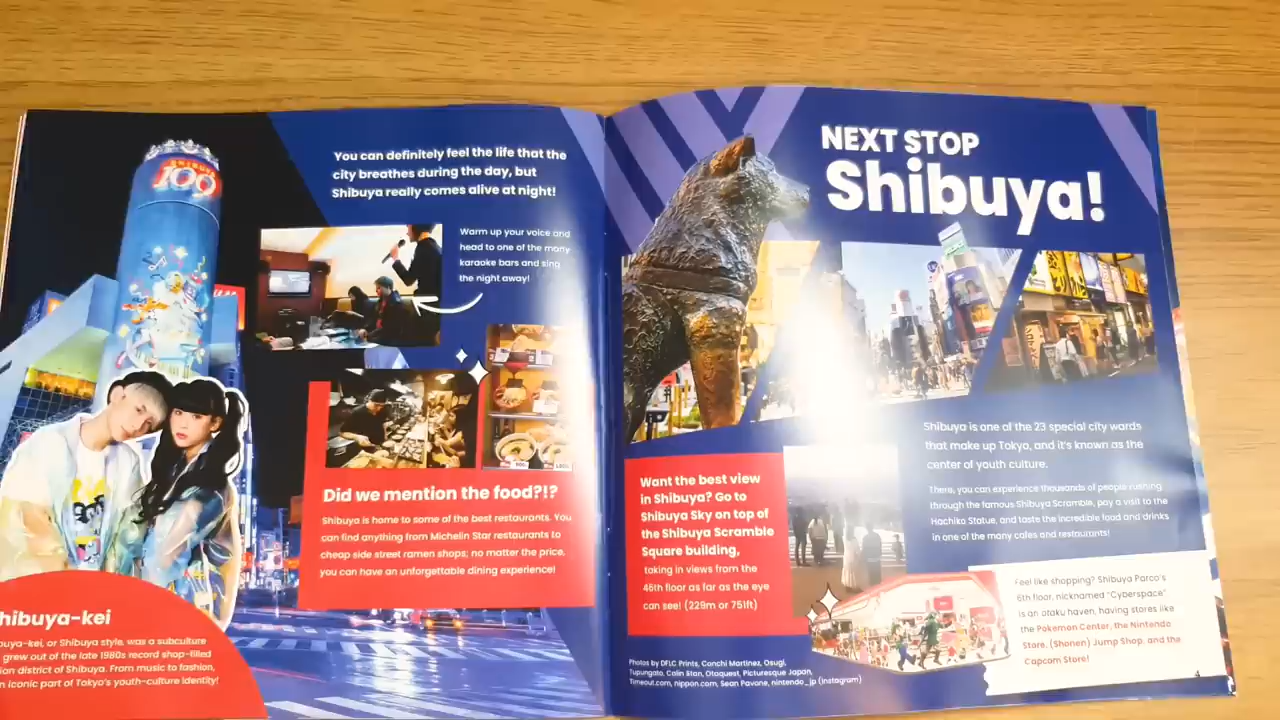 SHIBUYA
109
You can definitely feel the life that the
city breathes during the day, but
Shibuya really comes alive at night!
Warm up your voice and
head to one of the many
karaoke bars and sing
the night away!
Did we mention the food?!?
Shibuya is home to some of the best restaurants. You
can find anything from Michelin Star restaurants to
cheap side street ramen shops; no matter the price,
you can have an unforgettable dining experience!
hibuya-kei
buya-kei, or Shibuya style, was a subculture
grew out of the late 1980s record shop-filled
ion district of Shibuya. From music to fashion,
n iconic part of Tokyo's youth-culture identity!
NEXT STOP
Shibuya!
Shibuya is one of the 23 special city wards
that make up Tokyo, and it's known as the
center of youth culture.
There, you can experience thousands of people rushing
through the famous Shibuya Scramble, pay a visit to the
Hachiko Statue, and taste the incredible food and drinks
in one of the many cafes and restaurants!
Want the best view
in Shibuya? Go to
Shibuya Sky on top of
the Shibuya Scramble
Square building,
taking in views from the
46th floor as far as the eye
can see! (229m or 751ft)
Feel like shopping? Shibuya Parco's
6th floor, nicknamed "Cyberspace"
is an otaku haven, having stores like
the Pokemon Center, the Nintendo
Store, (Shonen) Jump Shop, and the
Capcom Store!
Photos by DFLC Prints, Conchi Martinez, Osugi,
Tupungato, Colin Stan, Otaquest, Picturesque Japan,
Timeout.com, nippon.com, Sean Pavone, nintendo_jp (Instagram)
4